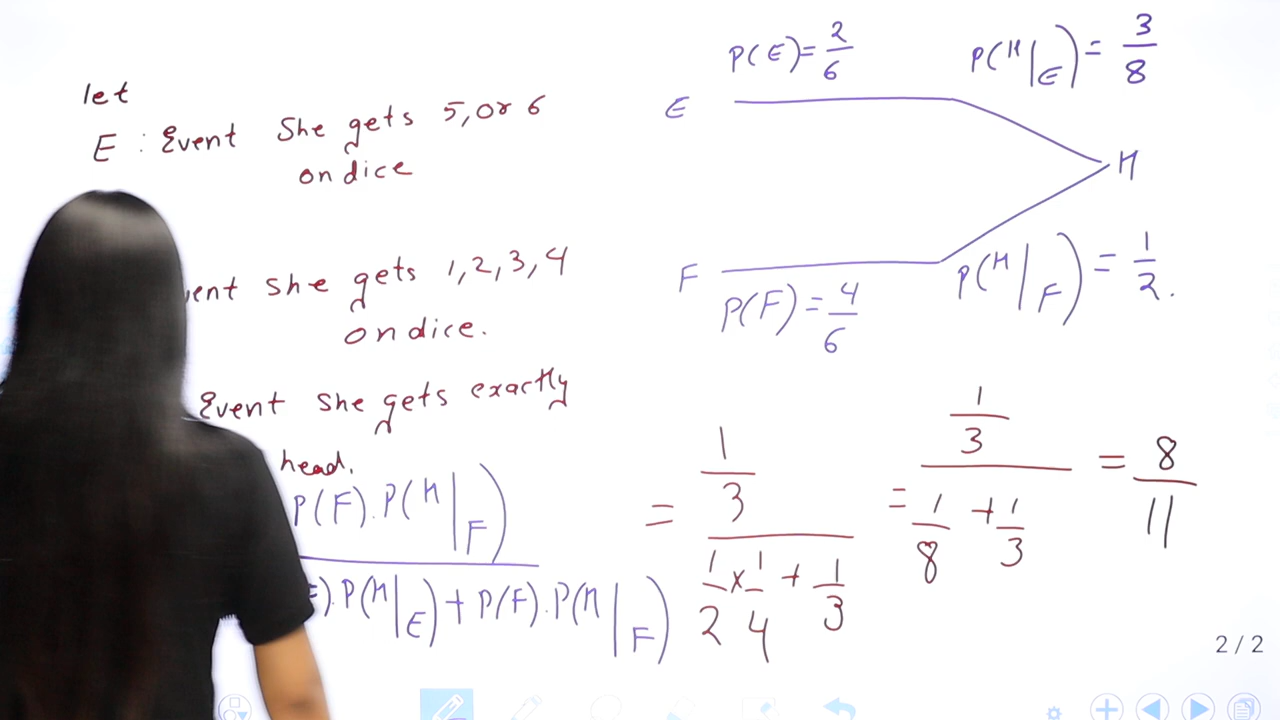 let
E : Event She gets 5, or 6
on dice
ent she gets 1, 2, 3, 4
on dice.
Event she gets exactly
head.
P(F). P(H|F)
). P(H|E) + P(F). P(H|F)
P(E) = 2/6
P(H|E) = 3/8
E
H
F
P(F) = 4/6
P(H|F) = 1/2.
= (1/3)/(1/2 × 1/4 + 1/3) = (1/3)/(1/8 + 1/3) = 8/11
2 / 2